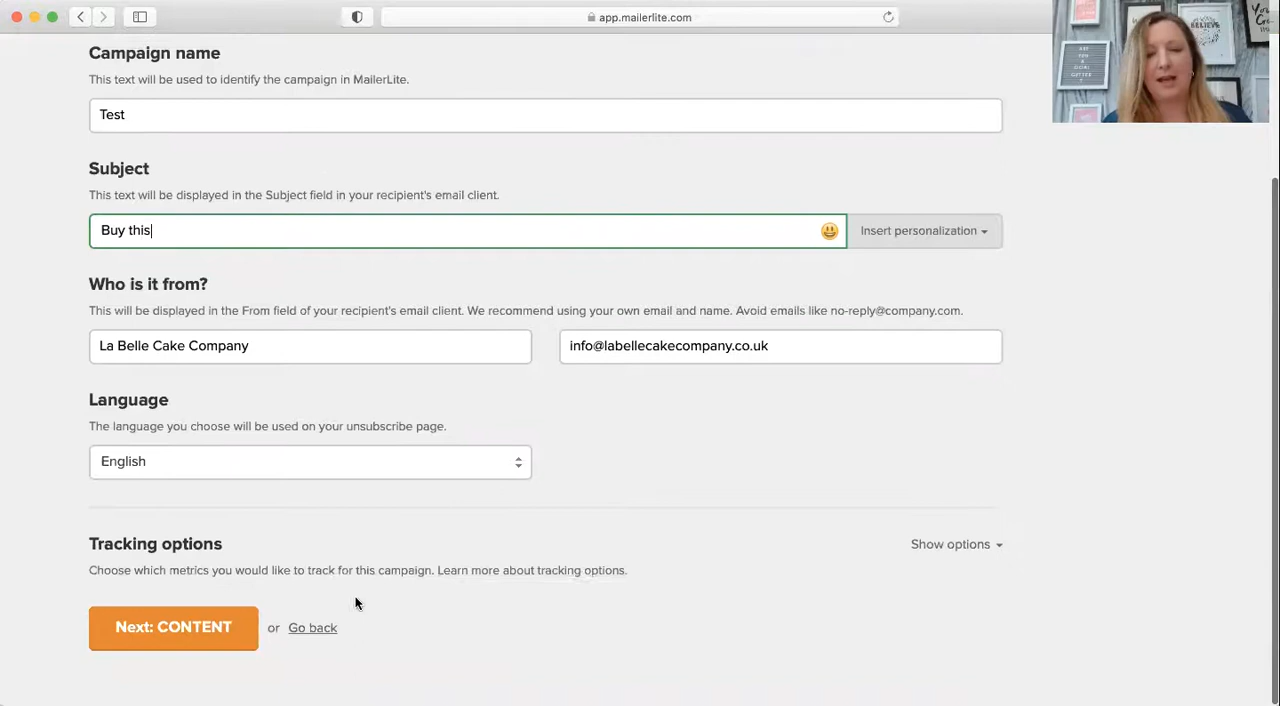 app.mailerlite.com
Campaign name
This text will be used to identify the campaign in MailerLite.
Test
Subject
This text will be displayed in the Subject field in your recipient's email client.
Buy this
Insert personalization
Who is it from?
This will be displayed in the From field of your recipient's email client. We recommend using your own email and name. Avoid emails like no-reply@company.com.
La Belle Cake Company
info@labellecakecompany.co.uk
Language
The language you choose will be used on your unsubscribe page.
English
Tracking options
Show options
Choose which metrics you would like to track for this campaign. Learn more about tracking options.
Next: CONTENT
or Go back
BELIEVE